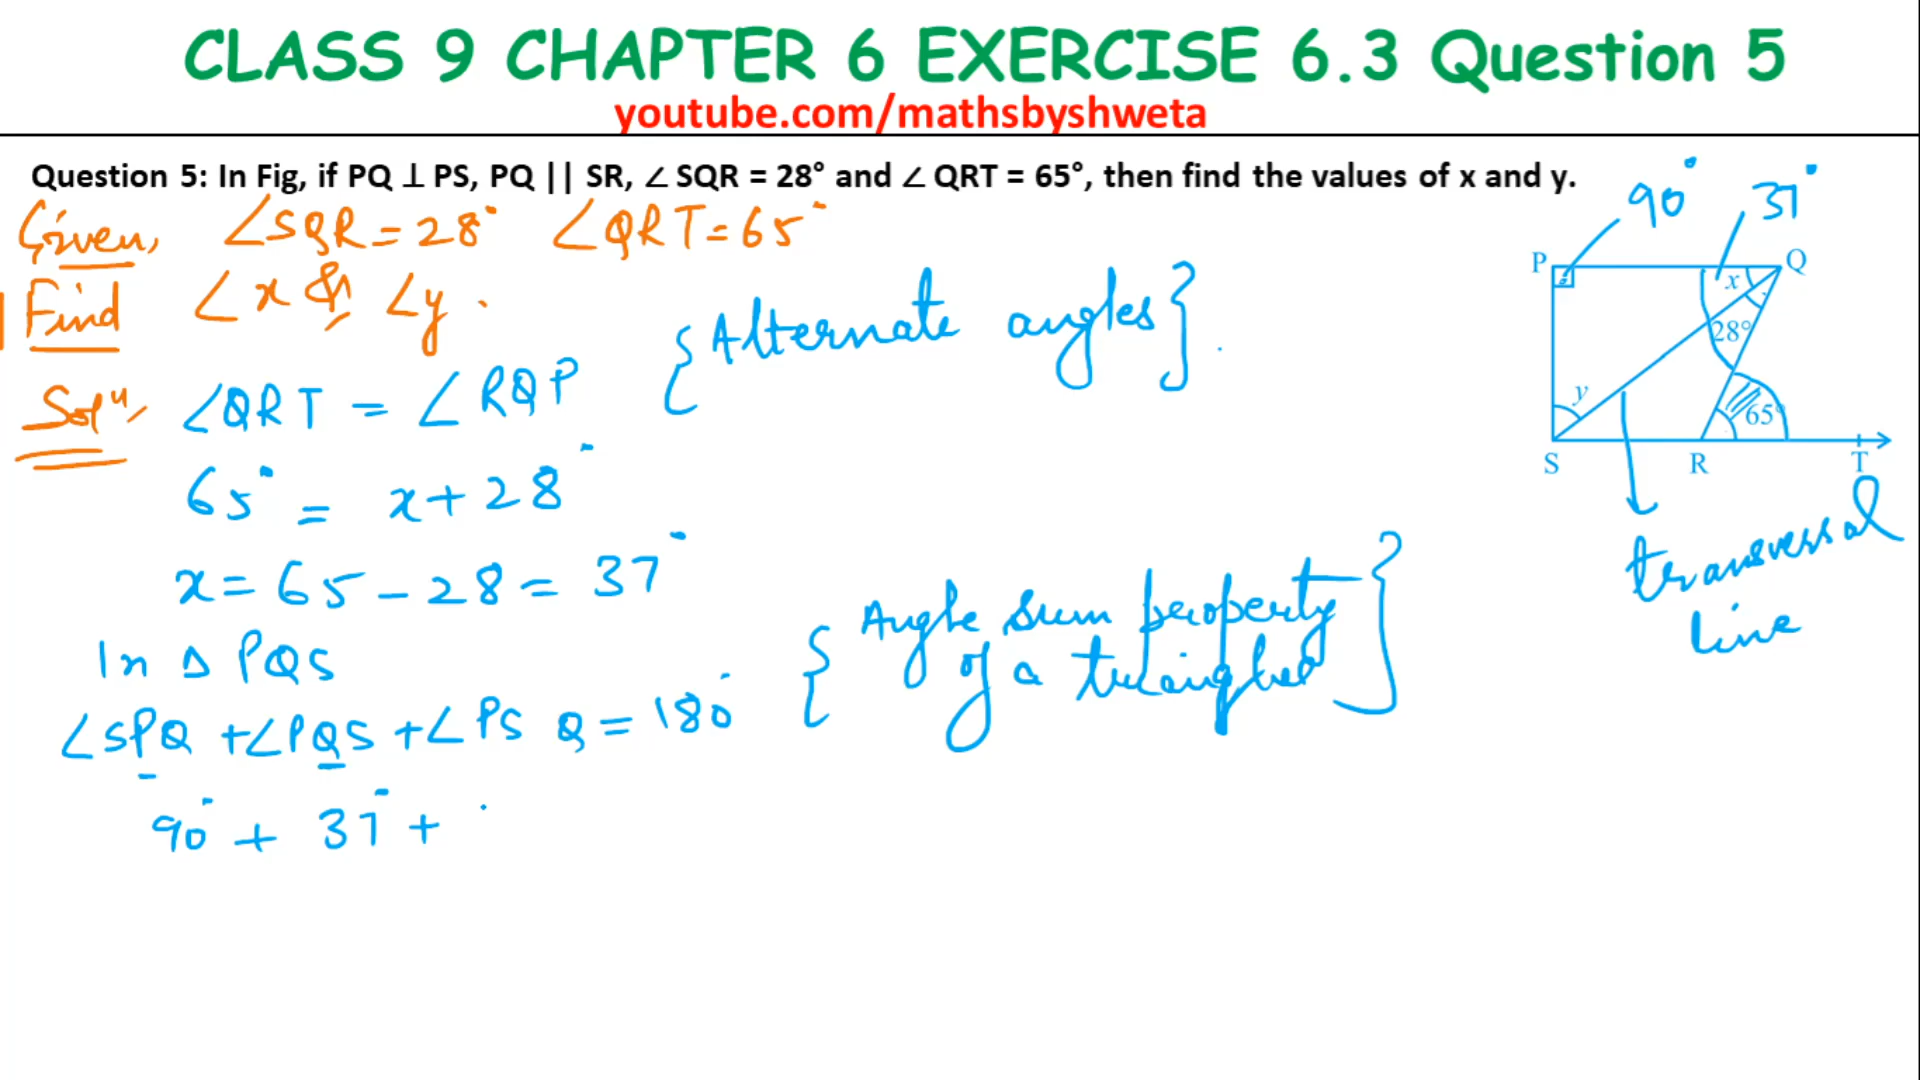 CLASS 9 CHAPTER 6 EXERCISE 6.3 Question 5
youtube.com/mathsbyshweta
Question 5: In Fig, if PQ ⊥ PS, PQ || SR, ∠ SQR = 28° and ∠ QRT = 65°, then find the values of x and y.
Given, ∠SQR = 28° ∠QRT = 65°
Find ∠x & ∠y.
Solⁿ, ∠QRT = ∠RQP {Alternate angles}.
65° = x + 28°
x = 65 - 28 = 37°
In Δ PQS
∠SPQ + ∠PQS + ∠PSQ = 180° {Angle sum property
of a }
90° + 37° +
90° 37°
P Q
x
28°
y
65°
S R T
transversal
line